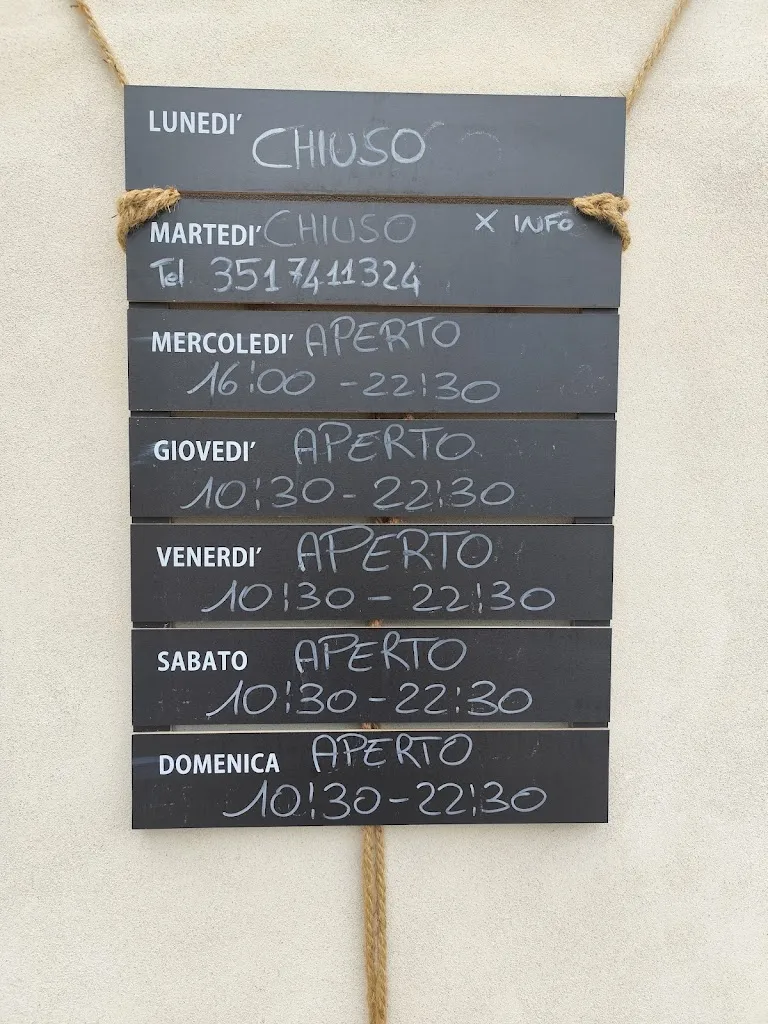 LUNEDI' CHIUSO
MARTEDI' CHIUSO X INFO
Tel 3517411324
MERCOLEDI' APERTO
16:00 - 22:30
GIOVEDI' APERTO
10:30 - 22:30
VENERDI' APERTO
10:30 - 22:30
SABATO APERTO
10:30 - 22:30
DOMENICA APERTO
10:30 - 22:30